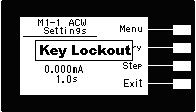 M1-1 ACW
Settings
Menu
Key Lockout
Step
0.000mA
1.0s
Exit